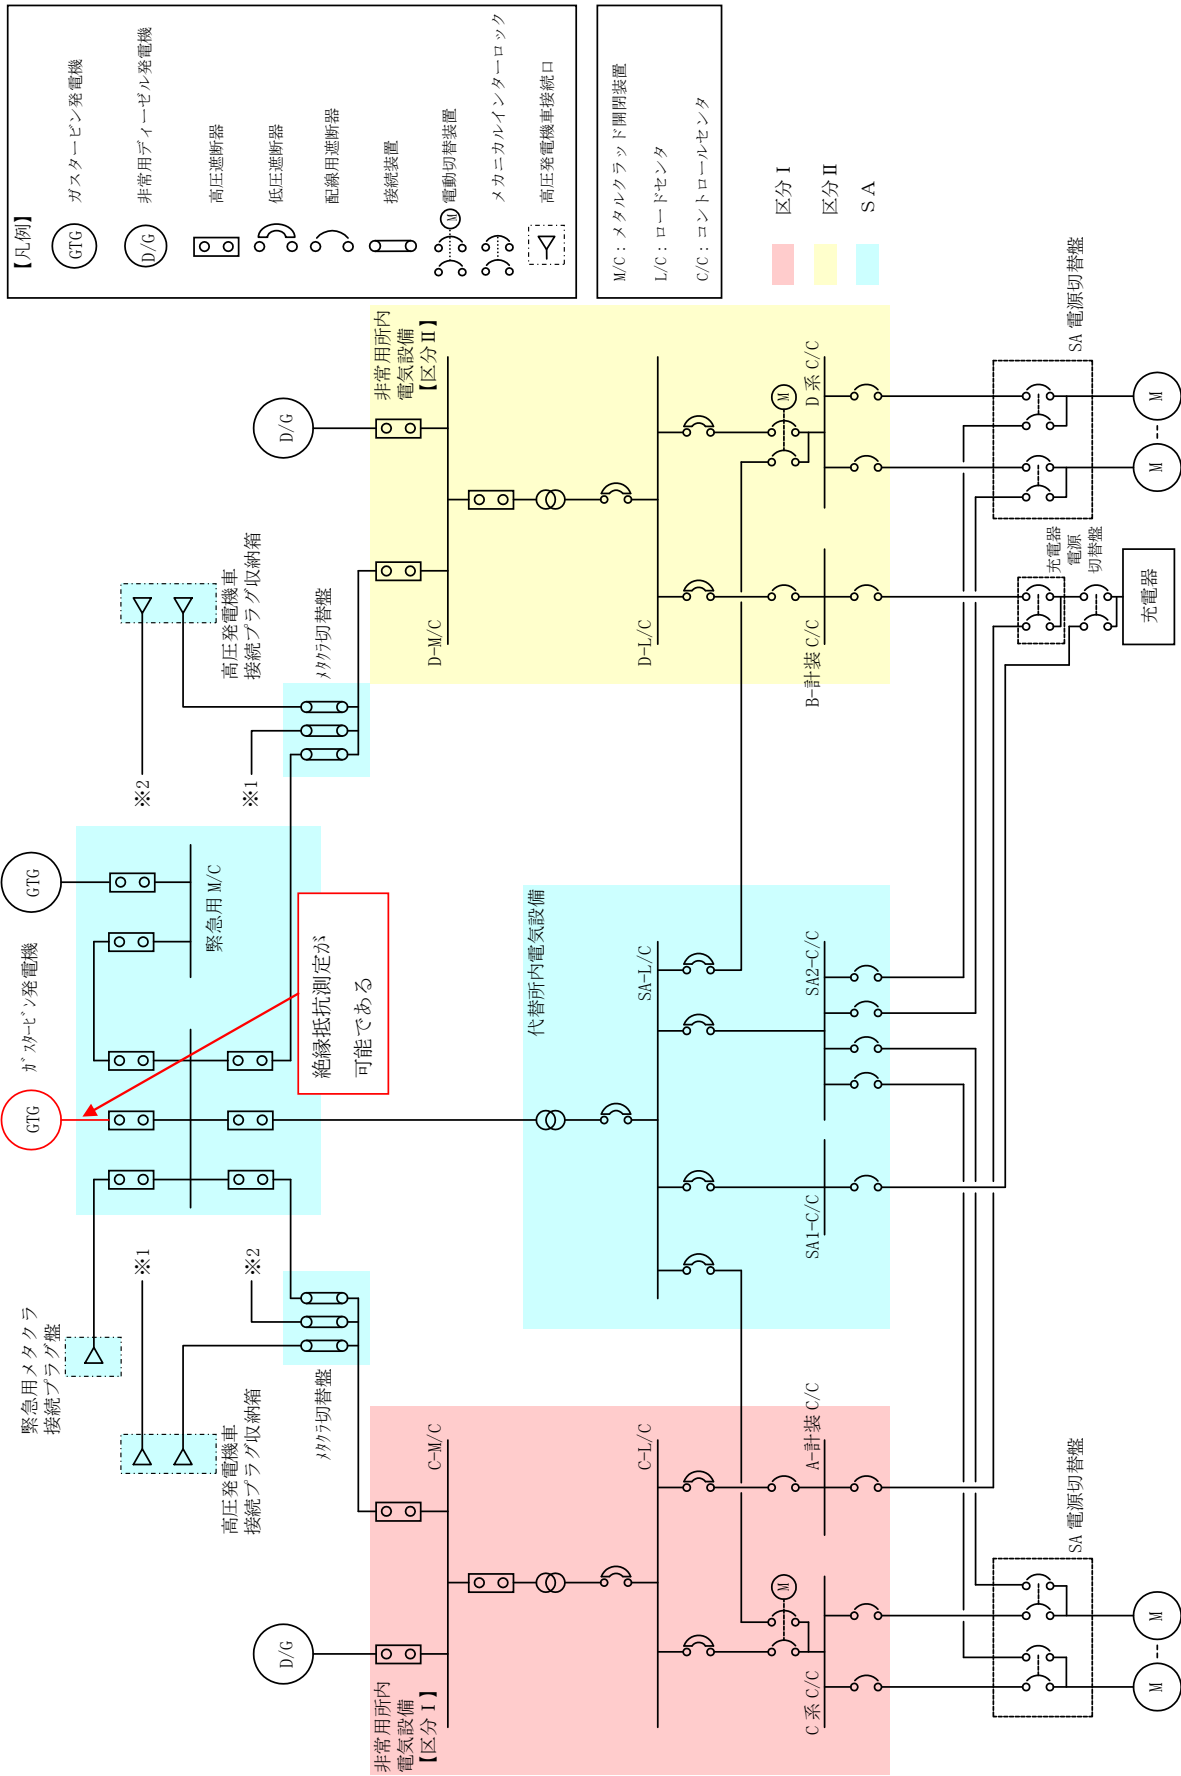 【凡例】
GTG
ガスタービン発電機
D/G
非常用ディーゼル発電機
高圧遮断器
低圧遮断器
配線用遮断器
接続装置
M
電動切替装置
メカニカルインターロック
高圧発電機車接続口
M/C：メタルクラッド開閉装置
L/C：ロードセンタ
C/C：コントロールセンタ
区分Ⅰ
区分Ⅱ
ＳＡ
緊急用メタクラ
接続プラグ盤
GTG
ｶﾞｽﾀｰﾋﾞﾝ発電機
GTG
緊急用 M/C
絶縁抵抗測定が
可能である
高圧発電機車
接続プラグ収納箱
※1
※2
ﾒﾀｸﾗ切替盤
※2
※1
高圧発電機車
接続プラグ収納箱
ﾒﾀｸﾗ切替盤
D/G
非常用所内
電気設備
【区分Ⅰ】
C-M/C
C-L/C
M
C 系 C/C
A-計装 C/C
代替所内電気設備
SA-L/C
SA1-C/C
SA2-C/C
D/G
非常用所内
電気設備
【区分Ⅱ】
D-M/C
D-L/C
M
B-計装 C/C
D 系 C/C
SA 電源切替盤
M
M
充電器
電源
切替盤
充電器
SA 電源切替盤
M
M